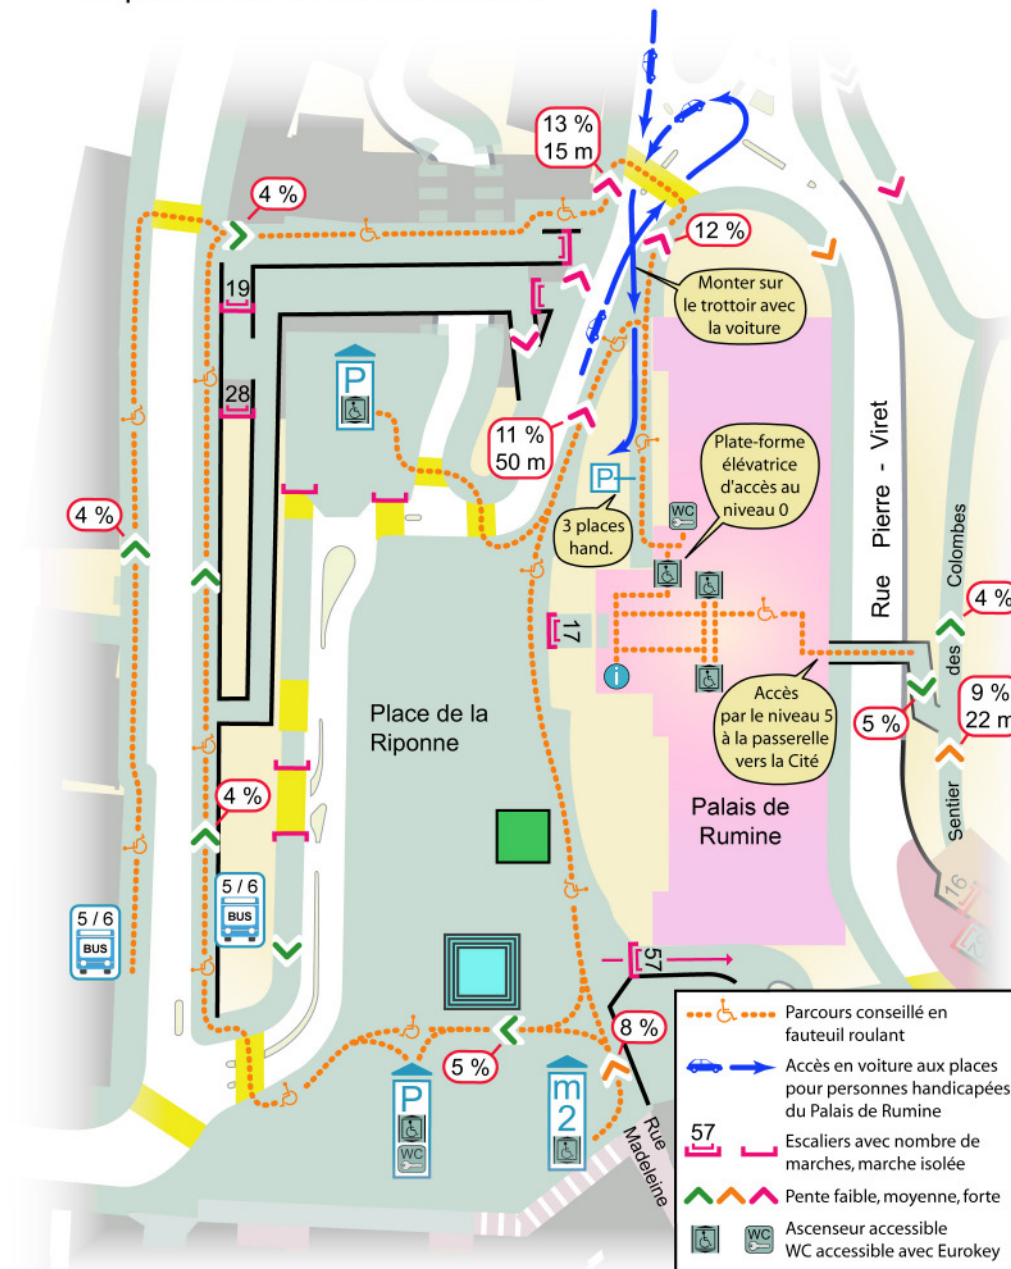 13 %
15 m
4 %
12 %
Monter sur
le trottoir avec
la voiture
19
P
28
11 %
50 m
Plate-forme
élévatrice
d'accès au
niveau 0
P
3 places
hand.
WC
4 %
Rue Pierre - Viret
Sentier des Colombes
4 %
17
i
Accès
par le niveau 5
à la passerelle
vers la Cité
5 %
9 %
22 m
Place de la
Riponne
4 %
Palais de
Rumine
5 / 6
BUS
5 / 6
BUS
16
57
8 %
5 %
P
WC
m
2
Rue
Madeleine
Parcours conseillé en
fauteuil roulant
Accès en voiture aux places
pour personnes handicapées
du Palais de Rumine
57
Escaliers avec nombre de
marches, marche isolée
Pente faible, moyenne, forte
Ascenseur accessible
WC
WC accessible avec Eurokey